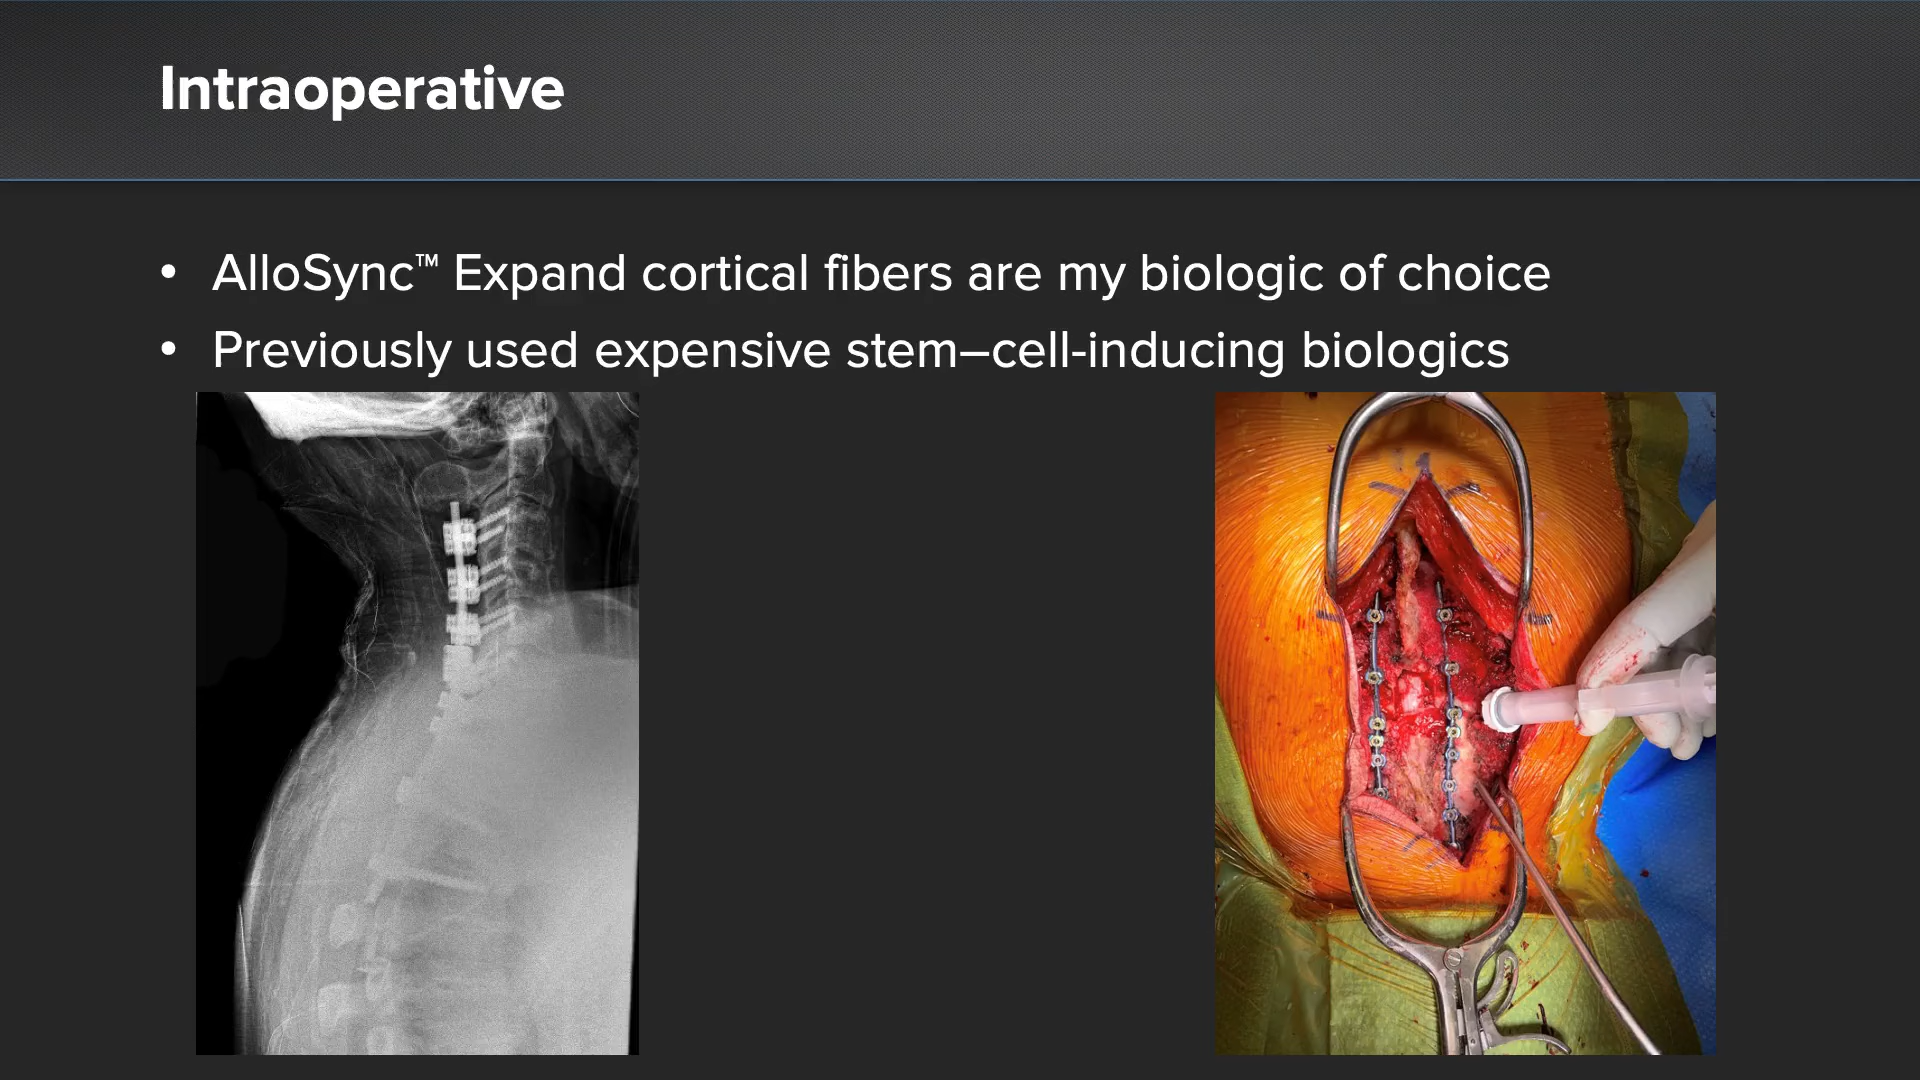 Intraoperative
• AlloSync™ Expand cortical fibers are my biologic of choice
• Previously used expensive stem–cell-inducing biologics